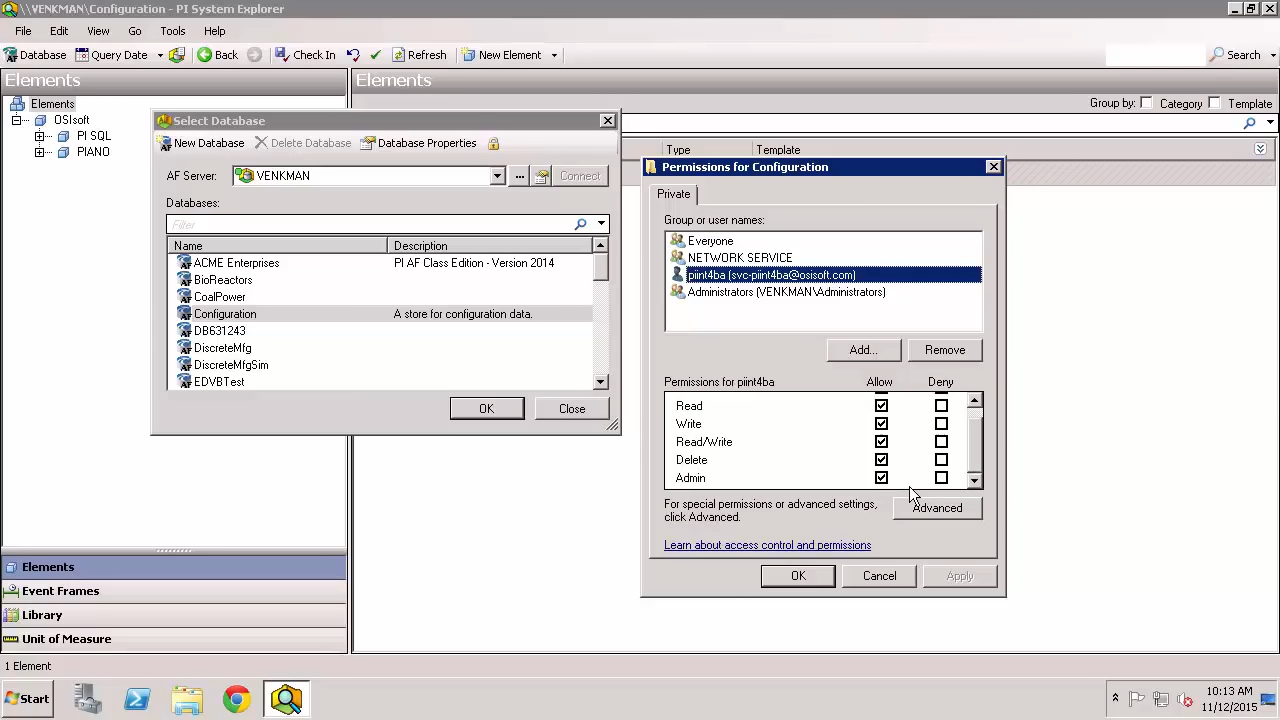 \\VENKMAN\Configuration - PI System Explorer
File Edit View Go Tools Help
Database Query Date Back Check In Refresh New Element Search
Elements
Elements
OSIsoft
PI SQL
PIANO
Elements
Event Frames
Library
Unit of Measure
Elements
Group by: Category Template
Type Template
Select Database
New Database Delete Database Database Properties
AF Server: VENKMAN ... Connect
Databases:
Filter
Name Description
ACME Enterprises PI AF Class Edition - Version 2014
BioReactors
CoalPower
Configuration A store for configuration data.
DB631243
DiscreteMfg
DiscreteMfgSim
EDVBTest
OK Close
Permissions for Configuration
Private
Group or user names:
Everyone
NETWORK SERVICE
piint4ba (svc-piint4ba@osisoft.com)
Administrators (VENKMAN\Administrators)
Add... Remove
Permissions for piint4ba Allow Deny
Read
Write
Read/Write
Delete
Admin
For special permissions or advanced settings,
click Advanced.
Advanced
Learn about access control and permissions
OK Cancel Apply
1 Element
Start
10:13 AM
11/12/2015